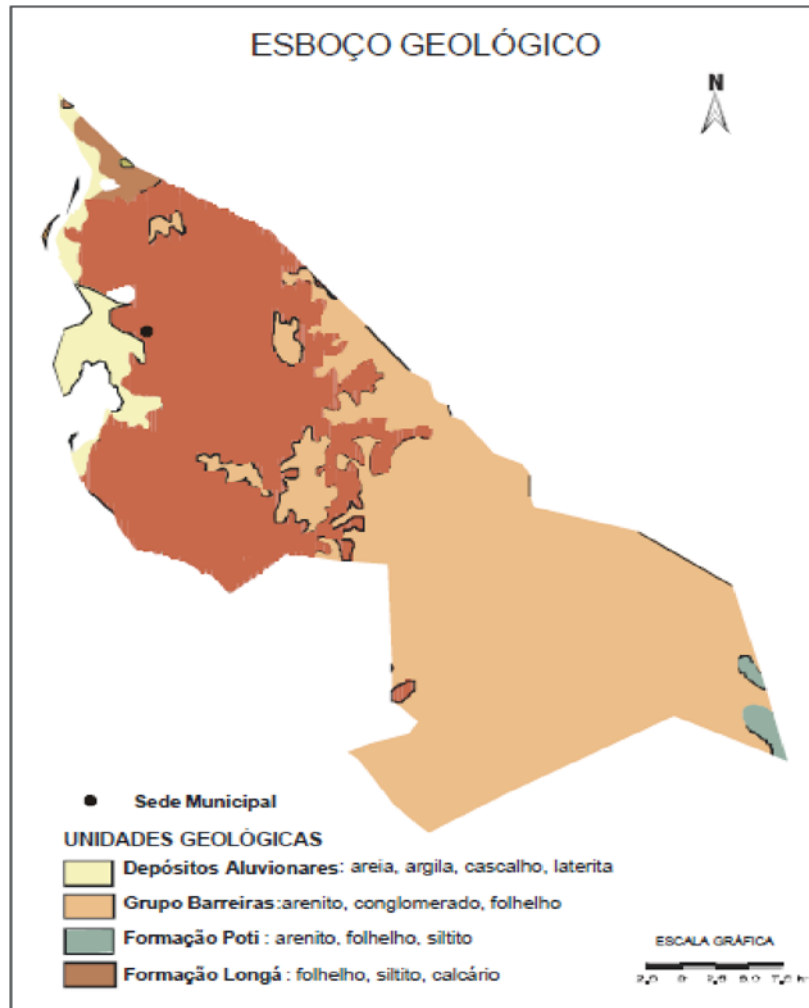 ESBOÇO GEOLÓGICO
N
Sede Municipal
UNIDADES GEOLÓGICAS
Depósitos Aluvionares: areia, argila, cascalho, laterita
Grupo Barreiras:arenito, conglomerado, folhelho
Formação Poti : arenito, folhelho, siltito
Formação Longá : folhelho, siltito, calcário
ESCALA GRÁFICA